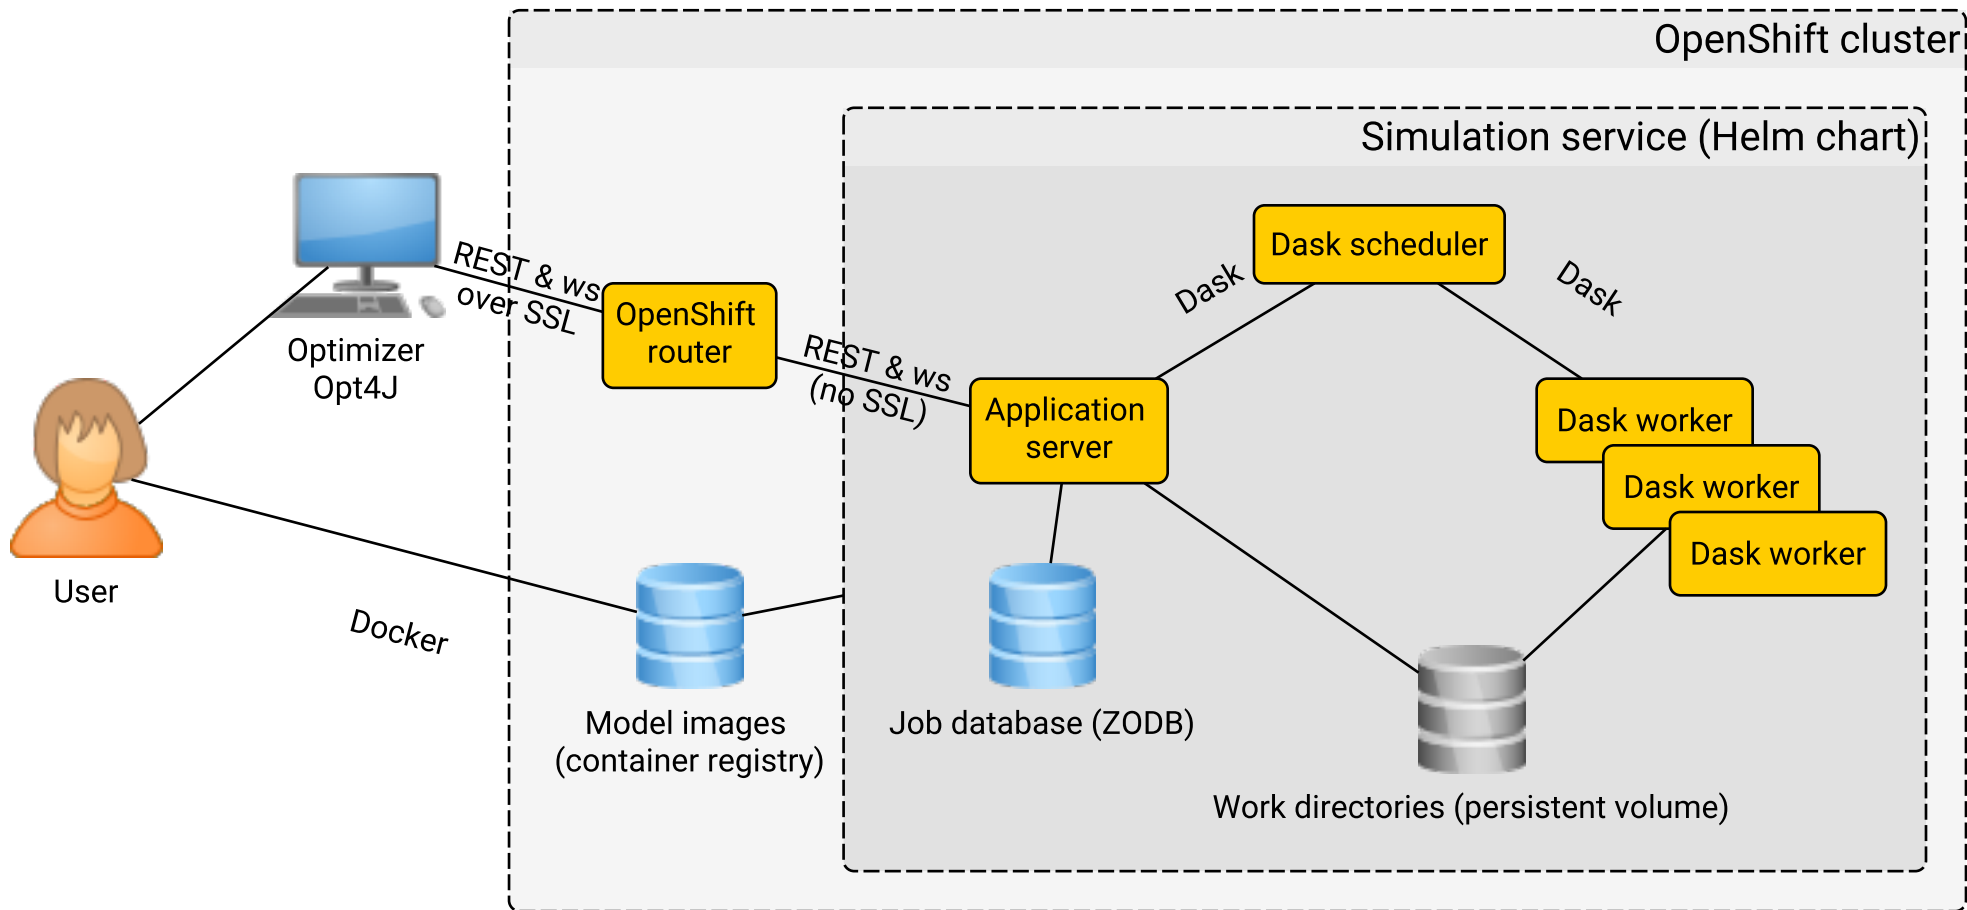 OpenShift cluster
Simulation service (Helm chart)
Dask scheduler
Dask
Dask
REST & ws
over SSL
OpenShift
router
REST & ws
(no SSL)
Optimizer
Opt4J
Application
server
Dask worker
Dask worker
Dask worker
User
Docker
Model images
(container registry)
Job database (ZODB)
Work directories (persistent volume)